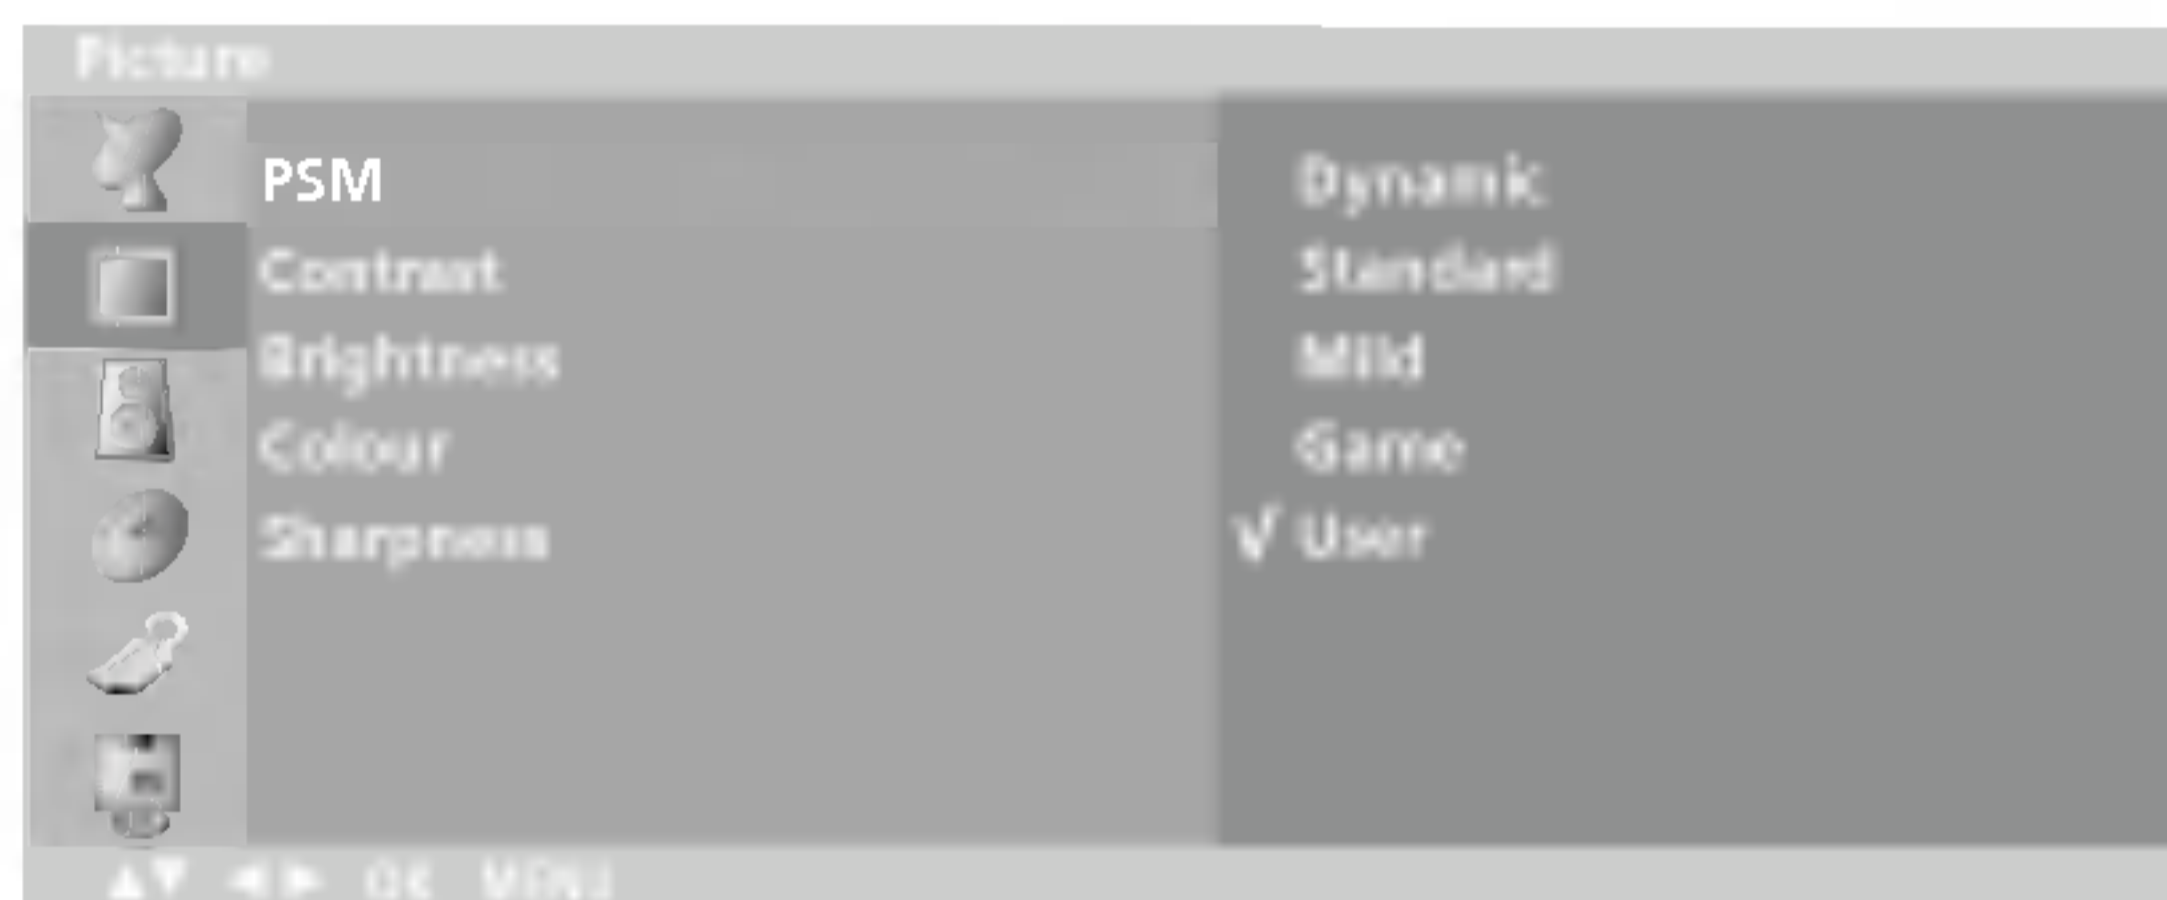 Picture
PSM
Contrast
Brightness
Colour
Sharpness
Dynamic
Standard
Mild
Game
√ User
▲▼ ◀▶ OK MENU